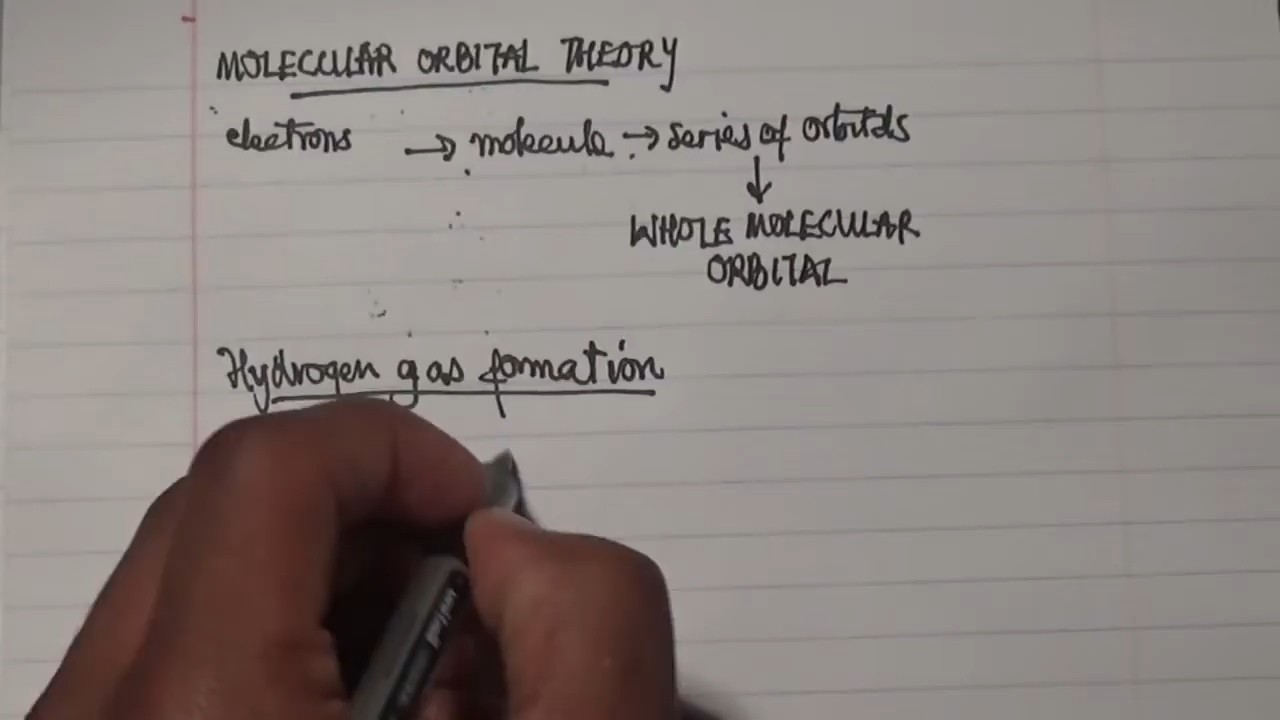 MOLECULAR ORBITAL THEORY
electrons → molecule → series of orbitals
↓
WHOLE MOLECULAR
ORBITAL
Hydrogen gas formation